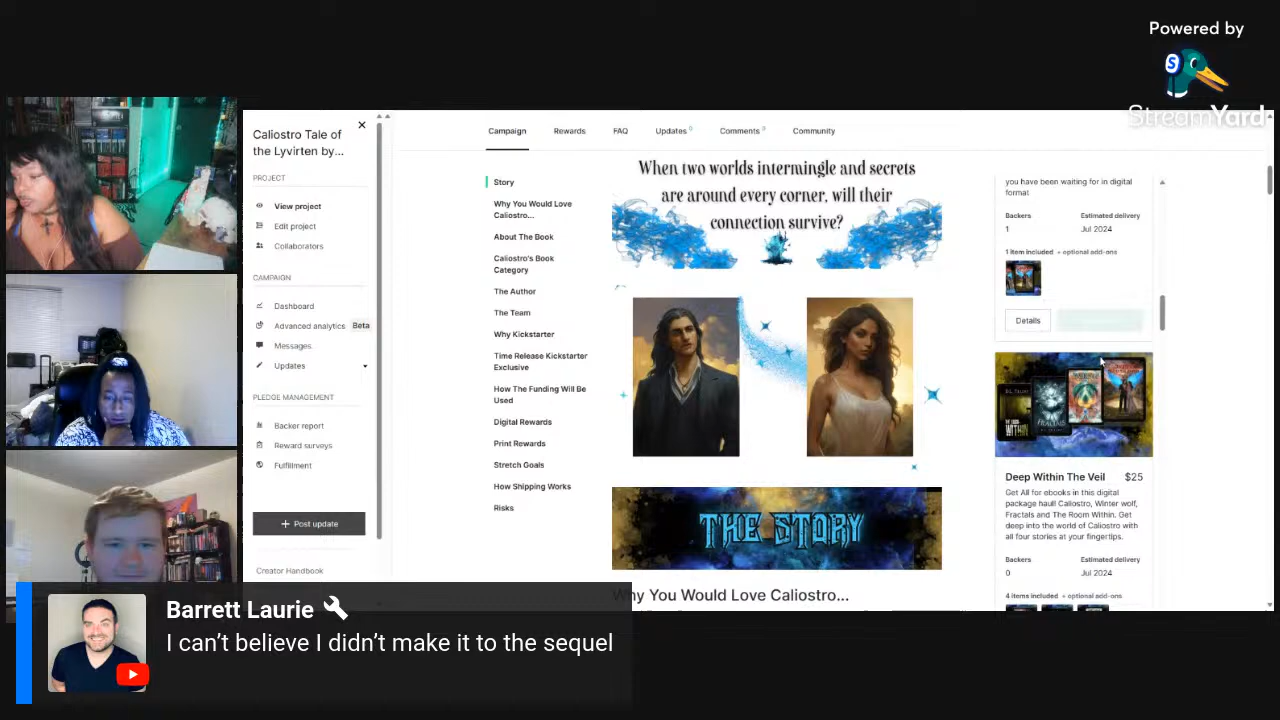 Powered by
S
StreamYard
Caliostro Tale of
the Lyvirten by...
PROJECT
View project
Edit project
Collaborators
CAMPAIGN
Dashboard
Advanced analytics Beta
Messages
Updates
PLEDGE MANAGEMENT
Backer report
Reward surveys
Fulfillment
+ Post update
Creator Handbook
Campaign Rewards FAQ Updates Comments Community
Story
Why You Would Love
Caliostro...
About The Book
Caliostro's Book
Category
The Author
The Team
Why Kickstarter
Time Release Kickstarter
Exclusive
How The Funding Will Be
Used
Digital Rewards
Print Rewards
Stretch Goals
How Shipping Works
Risks
When two worlds intermingle and secrets
are around every corner, will their
connection survive?
THE STORY
Why You Would Love Caliostro...
you have been waiting for in digital
format
Backers Estimated delivery
1 Jul 2024
1 item included + optional add-ons
Details
Deep Within The Veil $25
Get All for ebooks in this digital
package haul! Caliostro, Winter wolf,
Fractals and The Room Within. Get
deep into the world of Caliostro with
all four stories at your fingertips.
Backers Estimated delivery
0 Jul 2024
4 items included + optional add-ons
Barrett Laurie
I can't believe I didn't make it to the sequel